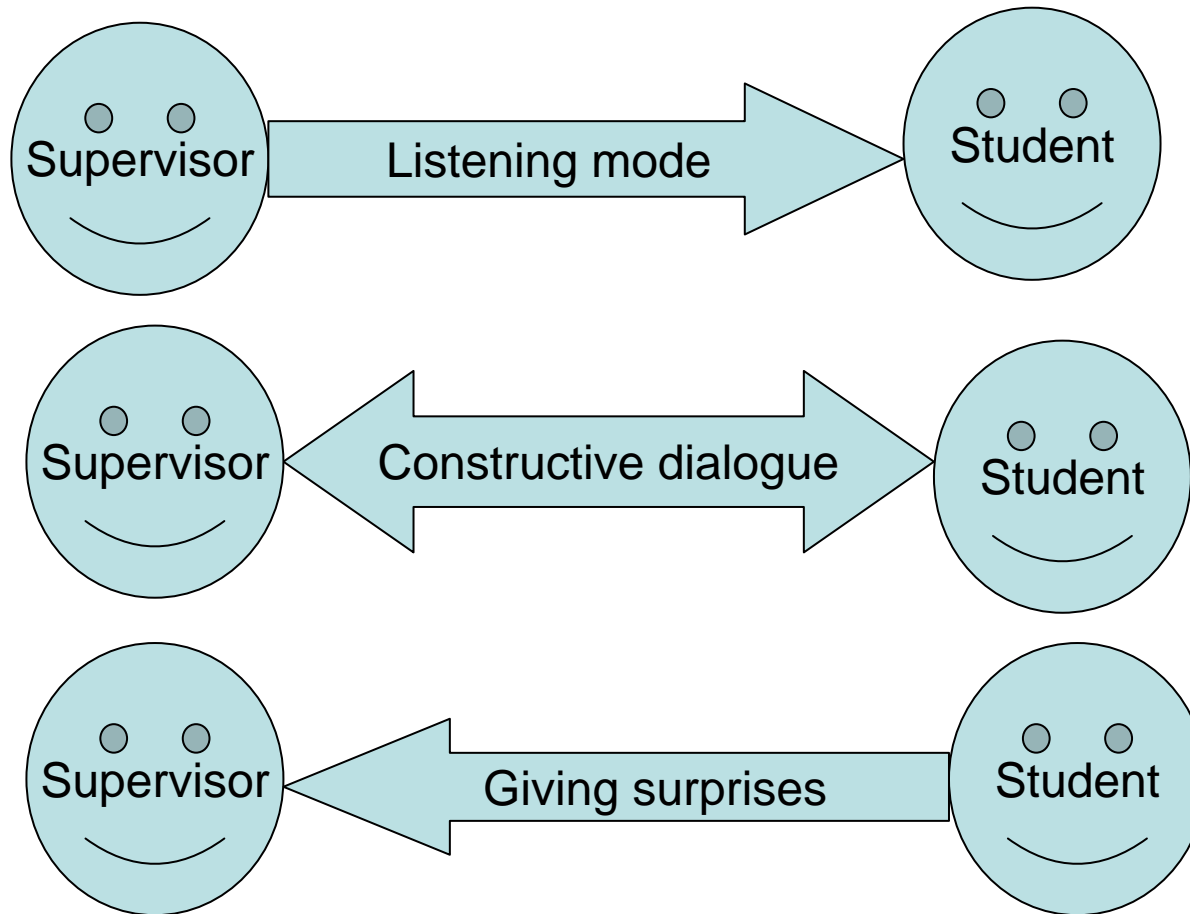 Supervisor
Listening mode
Student
Supervisor
Constructive dialogue
Student
Supervisor
Giving surprises
Student